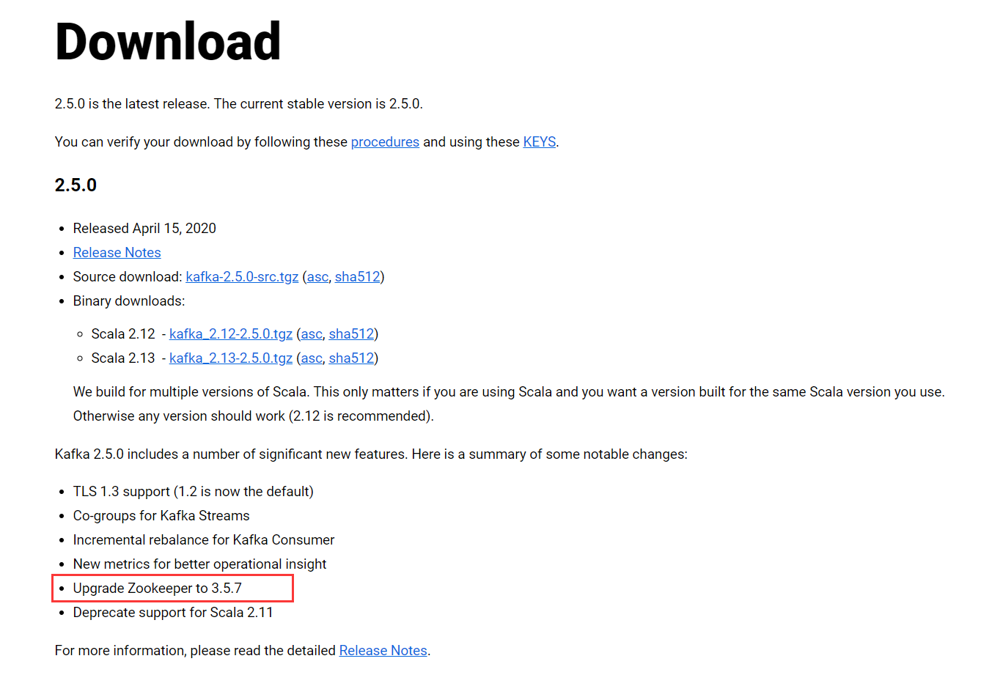 Download
2.5.0 is the latest release. The current stable version is 2.5.0.
You can verify your download by following these procedures and using these KEYS.
2.5.0
Released April 15, 2020
Release Notes
Source download: kafka-2.5.0-src.tgz (asc, sha512)
Binary downloads:
Scala 2.12 - kafka_2.12-2.5.0.tgz (asc, sha512)
Scala 2.13 - kafka_2.13-2.5.0.tgz (asc, sha512)
We build for multiple versions of Scala. This only matters if you are using Scala and you want a version built for the same Scala version you use.
Otherwise any version should work (2.12 is recommended).
Kafka 2.5.0 includes a number of significant new features. Here is a summary of some notable changes:
TLS 1.3 support (1.2 is now the default)
Co-groups for Kafka Streams
Incremental rebalance for Kafka Consumer
New metrics for better operational insight
Upgrade Zookeeper to 3.5.7
Deprecate support for Scala 2.11
For more information, please read the detailed Release Notes.